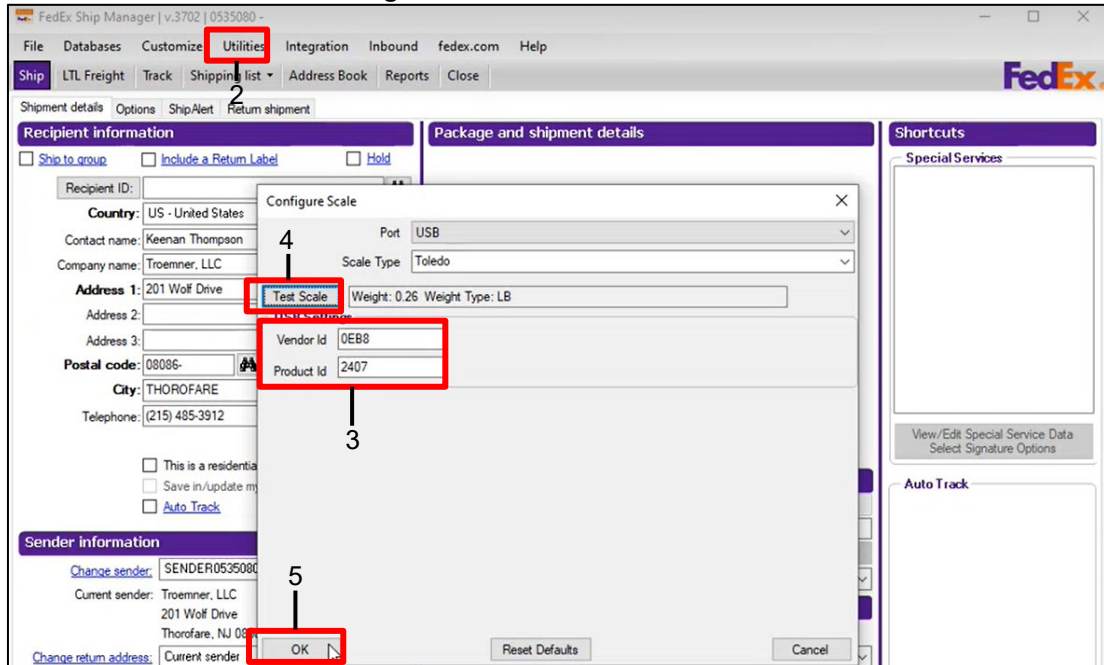 FedEx Ship Manager | v.3702 | 0535080 -
File Databases Customize Utilities Integration Inbound fedex.com Help
Ship LTL Freight Track Shipping list Address Book Reports Close
FedEx
2
Shipment details Options ShipAlert Return shipment
Recipient information
Package and shipment details
Shortcuts
Ship to group Include a Return Label Hold
Special Services
Recipient ID:
Configure Scale
Country: US - United States
Port USB
Contact name: Keenan Thompson
4
Scale Type Toledo
Company name: Troemner, LLC
Address 1: 201 Wolf Drive
Test Scale Weight: 0.26 Weight Type: LB
Address 2:
Vendor Id 0EB8
Address 3:
Product Id 2407
Postal code: 08086-
City: THOROFARE
Telephone: (215) 485-3912
3
View/Edit Special Service Data
Select Signature Options
This is a residentia
Save in/update my
Auto Track
Auto Track
Sender information
Change sender: SENDER0535080
5
Current sender: Troemner, LLC
201 Wolf Drive
Thorofare, NJ
OK Reset Defaults Cancel
Change return address: Current sender